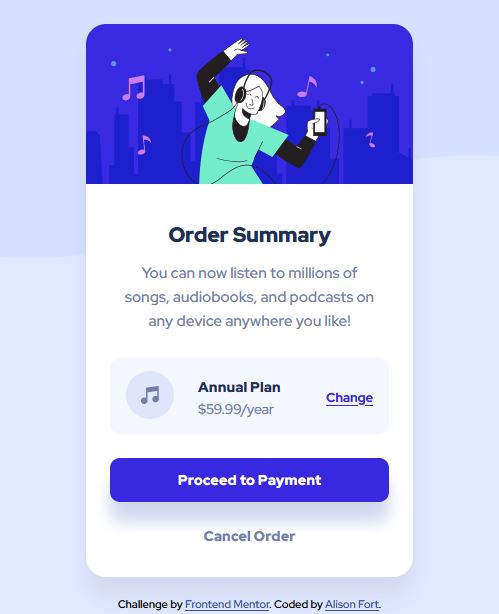 Order Summary
You can now listen to millions of
songs, audiobooks, and podcasts on
any device anywhere you like!
Annual Plan
$59.99/year
Change
Proceed to Payment
Cancel Order
Challenge by Frontend Mentor. Coded by Alison Fort.